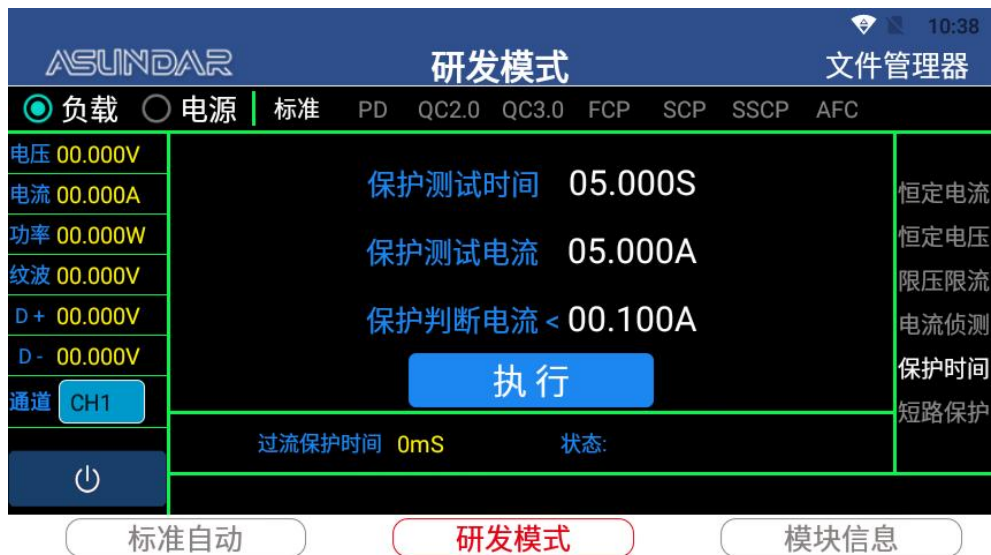 10:38
ASUNDAR 研发模式 文件管理器
负载 电源 标准 PD QC2.0 QC3.0 FCP SCP SSCP AFC
电压 00.000V
电流 00.000A
功率 00.000W
纹波 00.000V
D+ 00.000V
D- 00.000V
通道 CH1
保护测试时间 05.000S
保护测试电流 05.000A
保护判断电流 < 00.100A
执行
过流保护时间 0mS 状态:
恒定电流
恒定电压
限压限流
电流侦测
保护时间
短路保护
标准自动 研发模式 模块信息